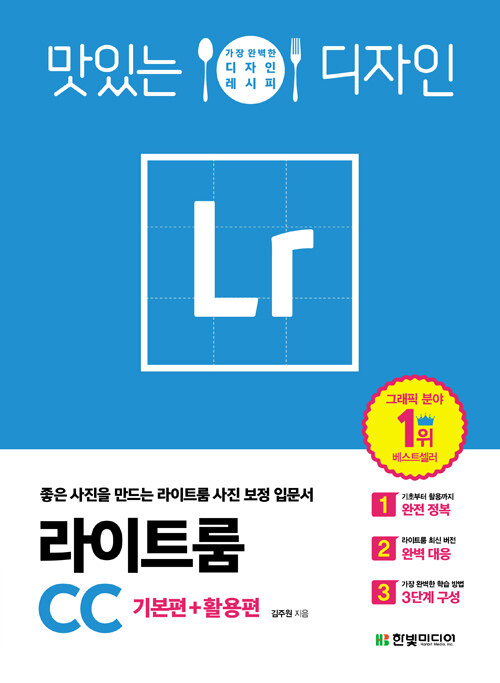 맛있는 디자인
가장 완벽한
디자인
레시피
Lr
그래픽 분야
1위
베스트셀러
좋은 사진을 만드는 라이트룸 사진 보정 입문서
라이트룸
CC 기본편+활용편 김주원 지음
1 기초부터 활용까지
완전 정복
2 라이트룸 최신 버전
완벽 대응
3 가장 완벽한 학습 방법
3단계 구성
HB 한빛미디어
Hanbit Media, Inc.